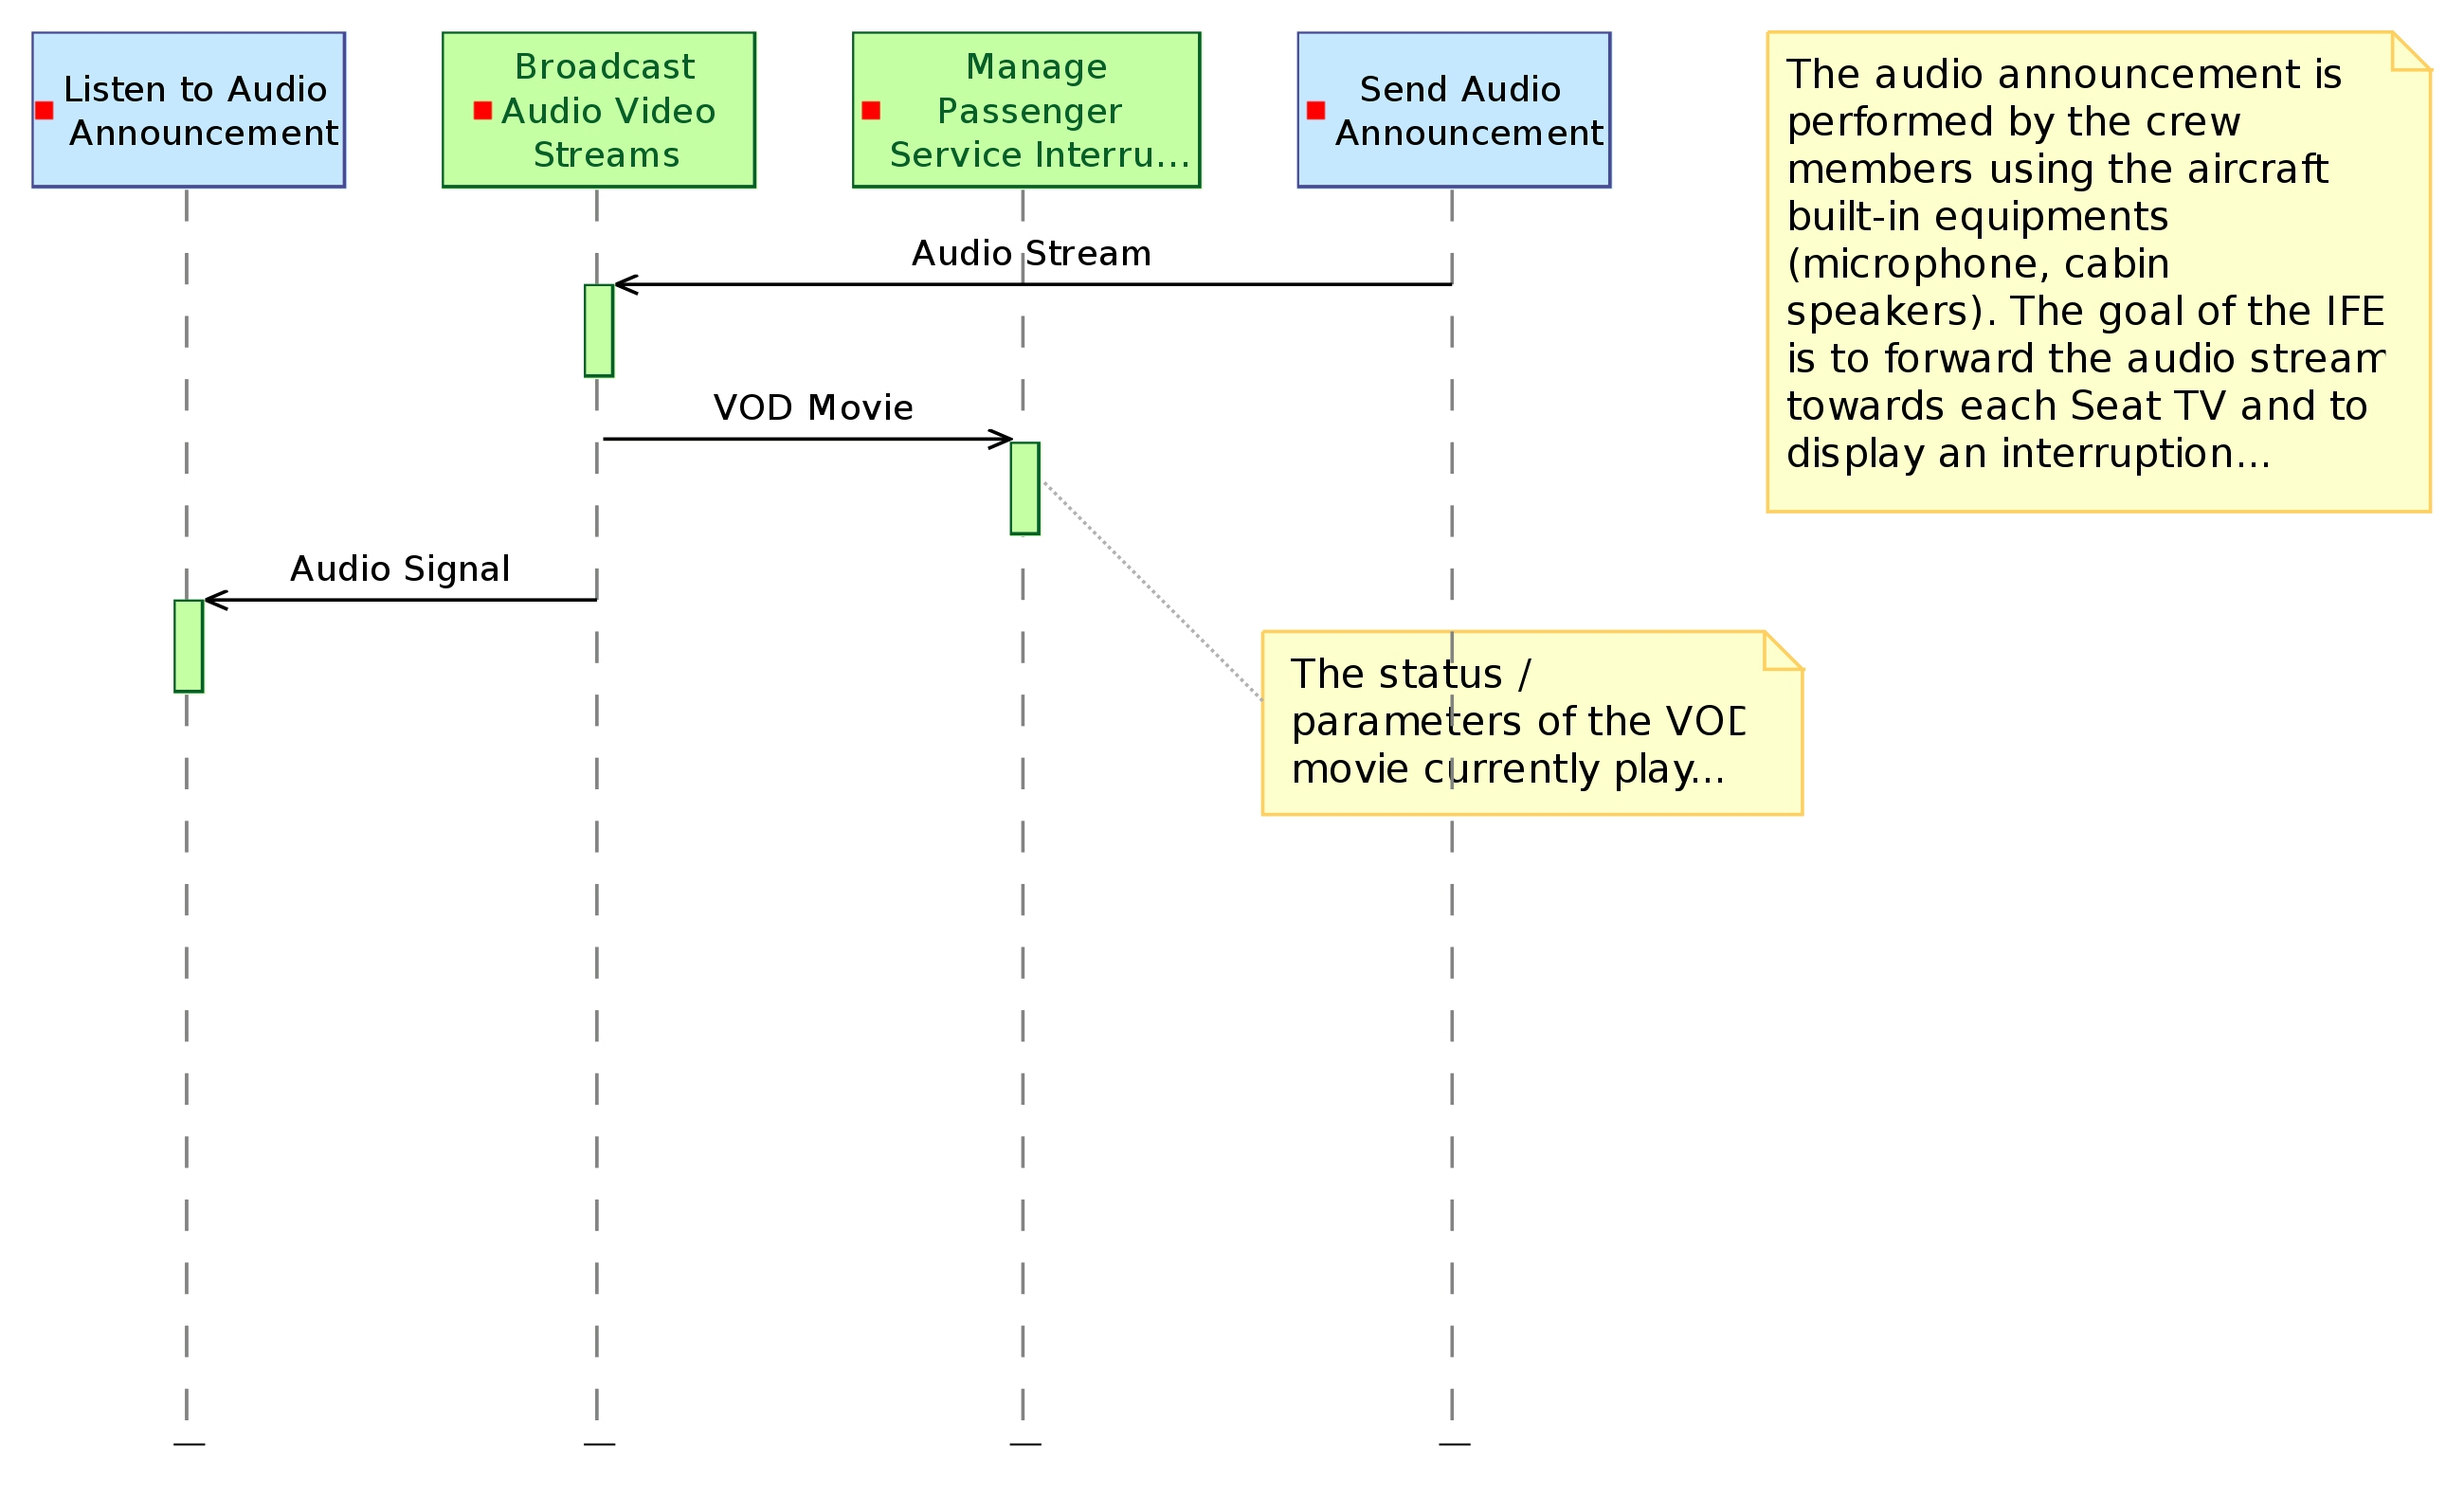 Listen to Audio
Announcement
Broadcast
Audio Video
Streams
Manage
Passenger
Service Interru...
Send Audio
Announcement
The audio announcement is
performed by the crew
members using the aircraft
built-in equipments
(microphone, cabin
speakers). The goal of the IFE
is to forward the audio stream
towards each Seat TV and to
display an interruption...
Audio Stream
VOD Movie
Audio Signal
The status /
parameters of the VOD
movie currently play...